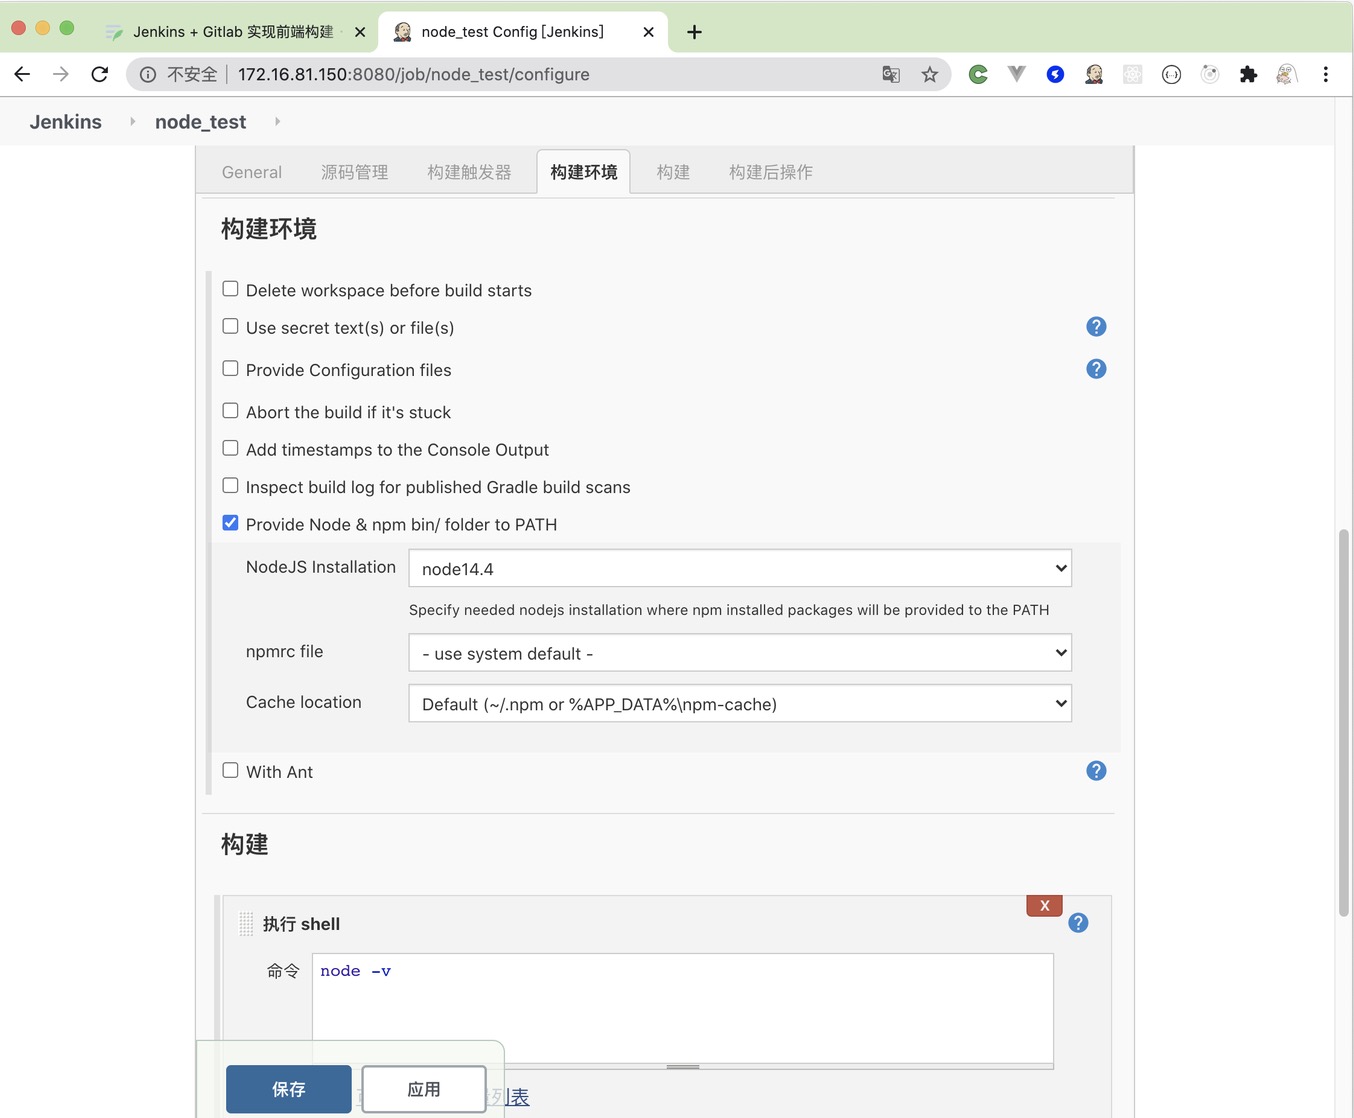 Jenkins + Gitlab 实现前端构建
node_test Config [Jenkins]
不安全 172.16.81.150:8080/job/node_test/configure
Jenkins node_test
General 源码管理 构建触发器 构建环境 构建 构建后操作
构建环境
Delete workspace before build starts
Use secret text(s) or file(s)
Provide Configuration files
Abort the build if it's stuck
Add timestamps to the Console Output
Inspect build log for published Gradle build scans
Provide Node & npm bin/ folder to PATH
NodeJS Installation node14.4
Specify needed nodejs installation where npm installed packages will be provided to the PATH
npmrc file - use system default -
Cache location Default (~/.npm or %APP_DATA%\npm-cache)
With Ant
构建
X
执行 shell
命令 node -v
保存 应用 列表